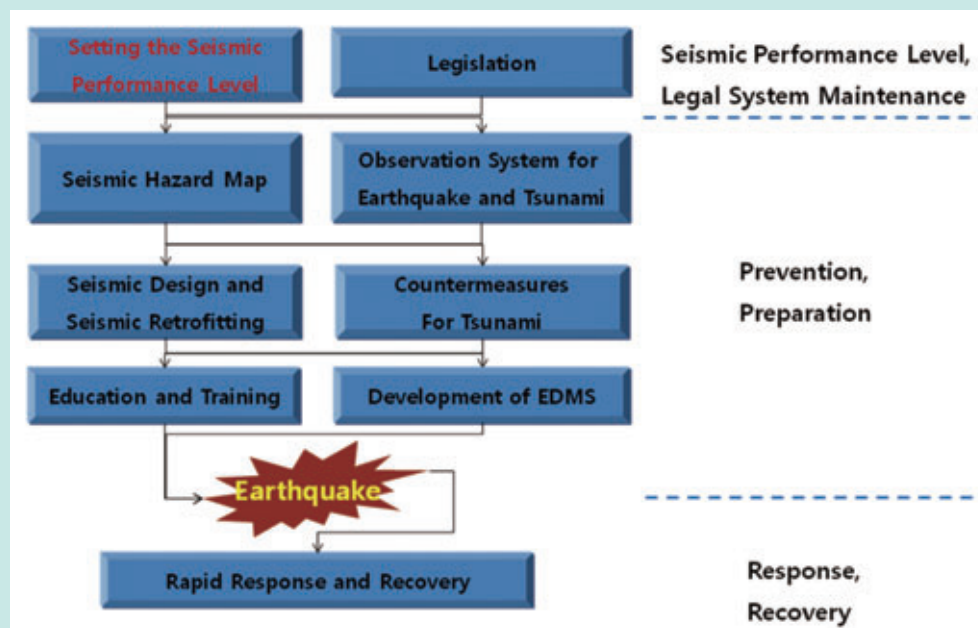 Setting the Seismic
Performance Level
Legislation
Seismic Performance Level,
Legal System Maintenance
Seismic Hazard Map
Observation System for
Earthquake and Tsunami
Seismic Design and
Seismic Retrofitting
Countermeasures
For Tsunami
Prevention,
Preparation
Education and Training
Development of EDMS
Earthquake
Rapid Response and Recovery
Response,
Recovery